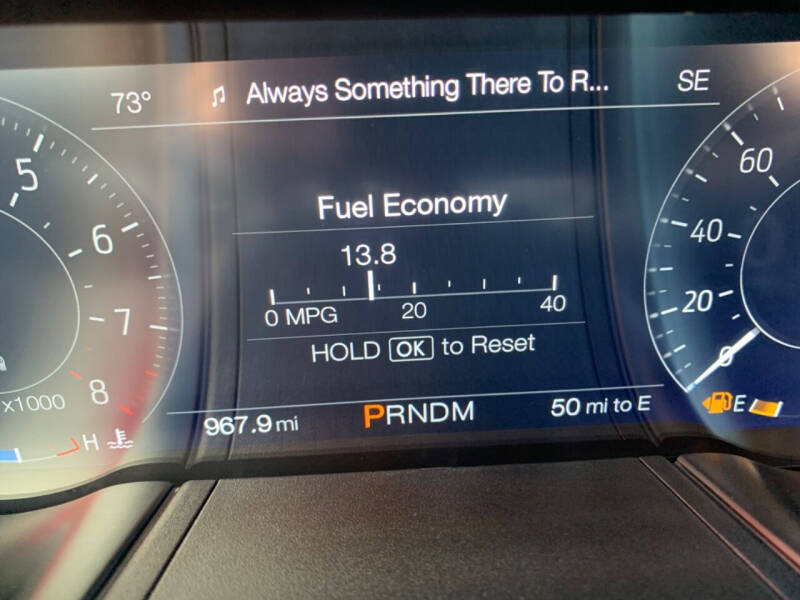 73° Always Something There To R... SE
5
6
7
8
x1000
H
Fuel Economy
13.8
0 MPG 20 40
HOLD OK to Reset
967.9 mi PRNDM 50 mi to E
60
40
20
0
E